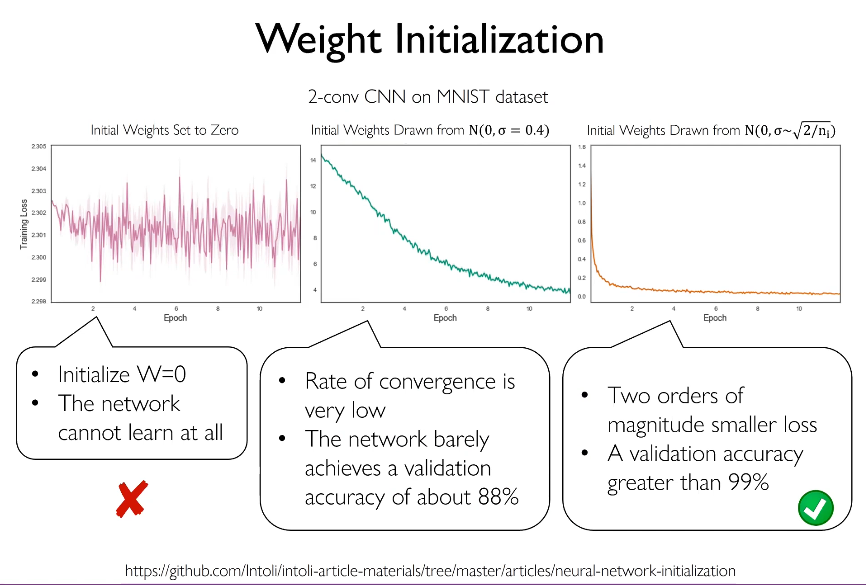 Weight Initialization
2-conv CNN on MNIST dataset
Initial Weights Set to Zero
2.305
2.304
2.303
2.302
2.301
2.300
2.299
2.298
Training Loss
2
4
6
8
10
Epoch
Initial Weights Drawn from N(0, σ = 0.4)
14
12
10
8
6
4
2
4
6
8
10
Epoch
Initial Weights Drawn from N(0, σ~√2/nᵢ)
1.6
1.4
1.2
1.0
0.8
0.6
0.4
0.2
0.0
2
4
6
8
10
Epoch
• Initialize W=0
• The network
cannot learn at all
• Rate of convergence is
very low
• The network barely
achieves a validation
accuracy of about 88%
• Two orders of
magnitude smaller loss
• A validation accuracy
greater than 99%
https://github.com/Intoli/intoli-article-materials/tree/master/articles/neural-network-initialization